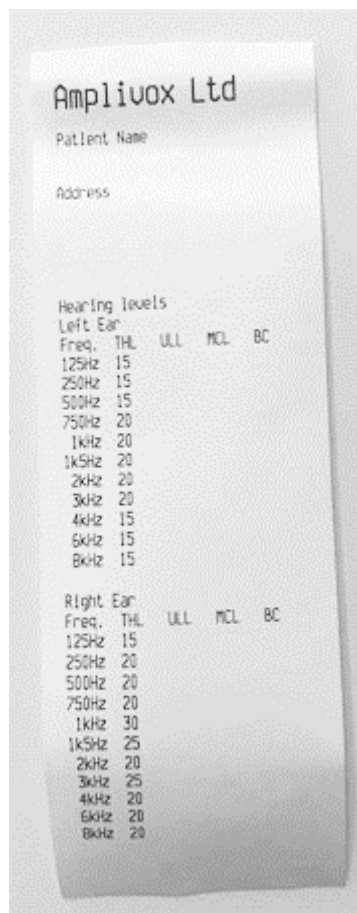 Amplivox Ltd
Patient Name
Address
Hearing levels
Left Ear
Freq. THL ULL MCL BC
125Hz 15
250Hz 15
500Hz 15
750Hz 20
1kHz 20
1k5Hz 20
2kHz 20
3kHz 20
4kHz 15
6kHz 15
8kHz 15
Right Ear
Freq. THL ULL MCL BC
125Hz 15
250Hz 20
500Hz 20
750Hz 20
1kHz 30
1k5Hz 25
2kHz 20
3kHz 25
4kHz 20
6kHz 20
8kHz 20